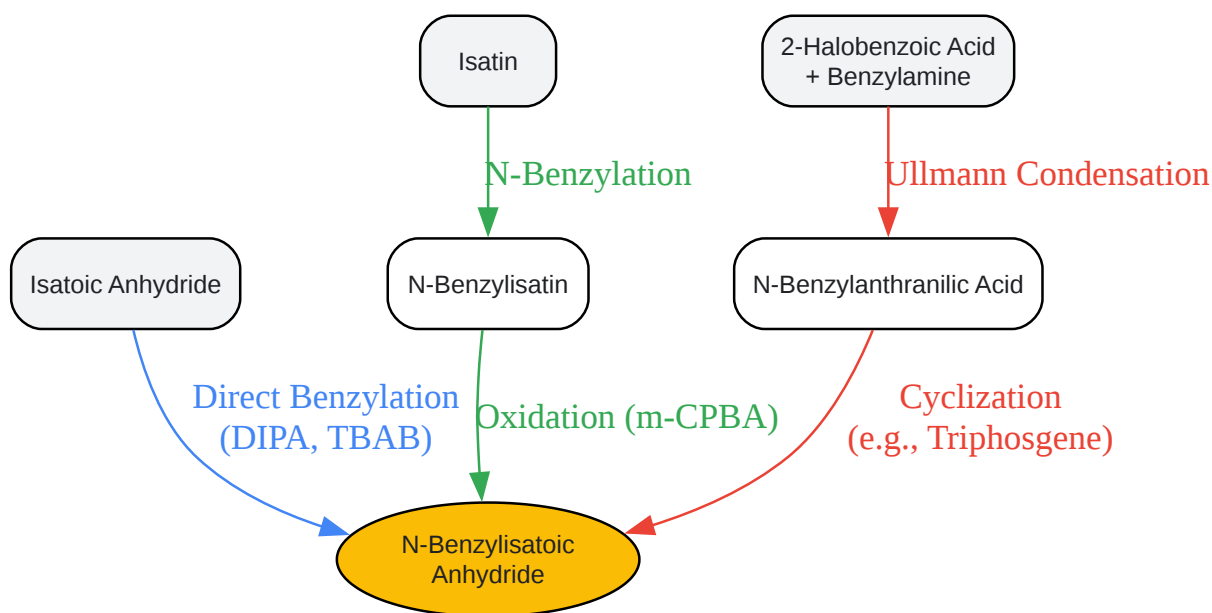 Isatin
2-Halobenzoic Acid
+ Benzylamine
N-Benzylation
Ullmann Condensation
Isatoic Anhydride
N-Benzylisatin
N-Benzylanthranilic Acid
Direct Benzylation
(DIPA, TBAB)
Oxidation (m-CPBA)
Cyclization
(e.g., Triphosgene)
N-Benzylisatoic
Anhydride